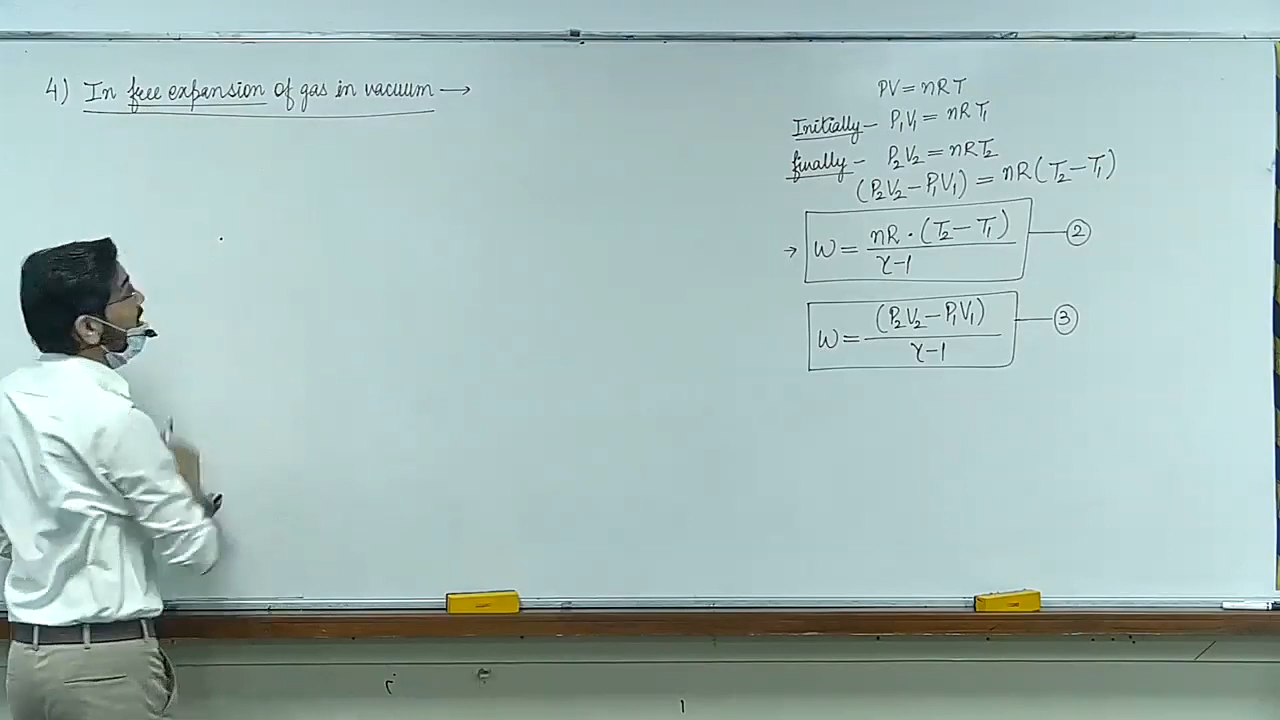 4) In free expansion of gas in vacuum →
PV = nRT
Initially – P₁V₁ = nRT₁
finally – P₂V₂ = nRT₂
(P₂V₂ – P₁V₁) = nR(T₂ – T₁)
→ W = nR · (T₂ – T₁) / γ–1 — ②
W = (P₂V₂ – P₁V₁) / γ–1 — ③